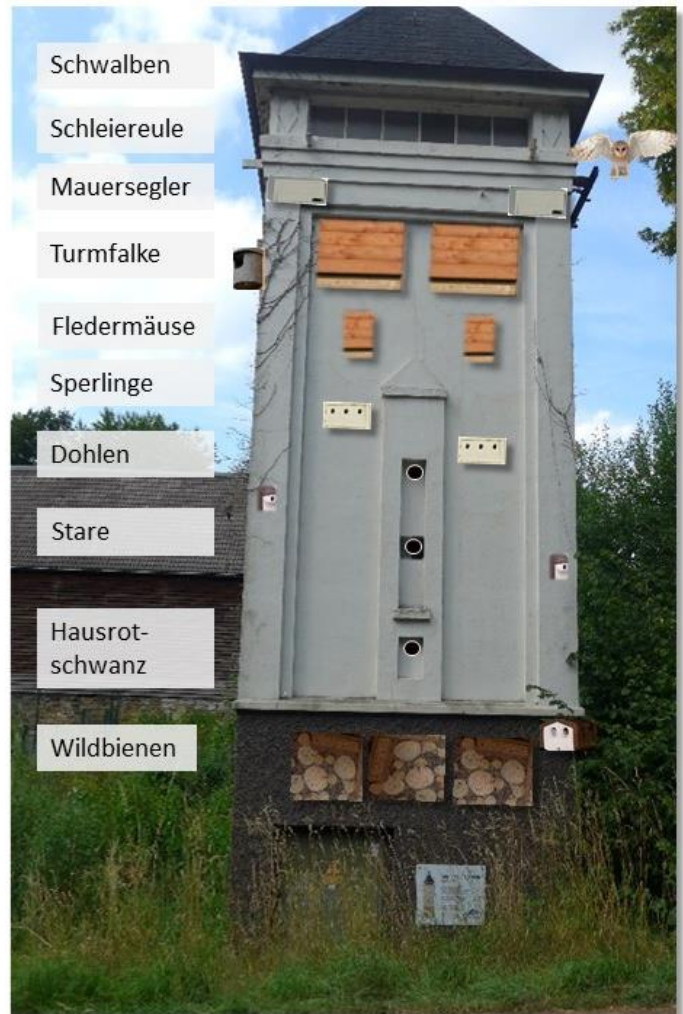 Schwalben
Schleiereule
Mauersegler
Turmfalke
Fledermäuse
Sperlinge
Dohlen
Stare
Hausrot-
schwanz
Wildbienen